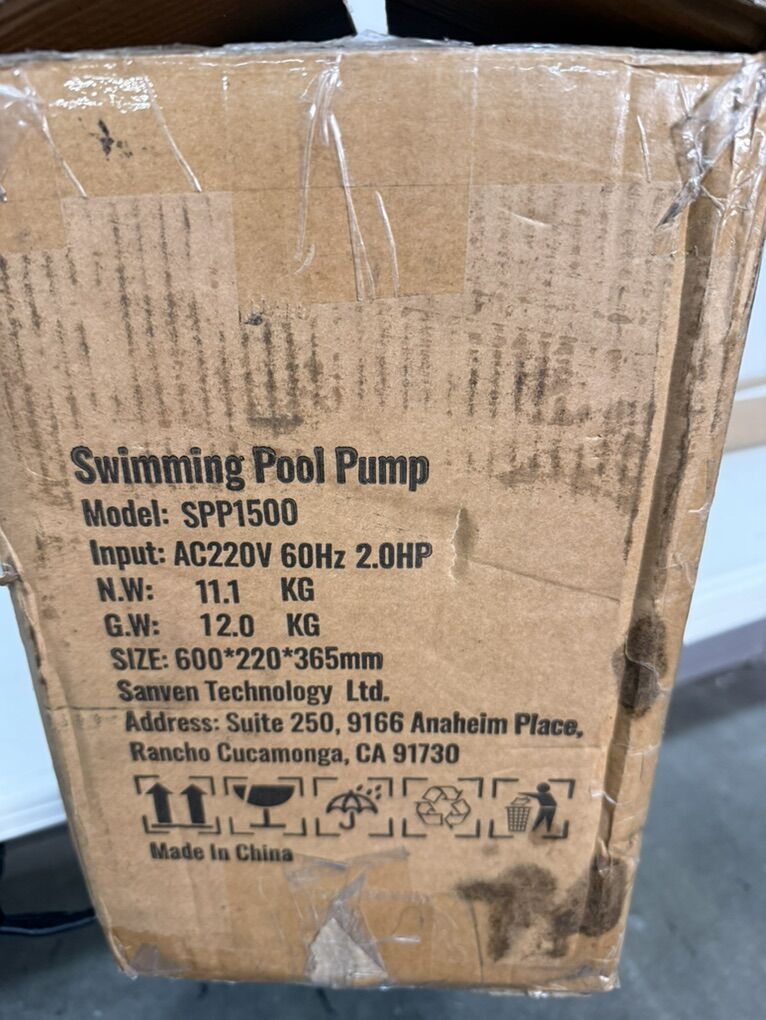 Swimming Pool Pump
Model: SPP1500
Input: AC220V 60Hz 2.0HP
N.W: 11.1 KG
G.W: 12.0 KG
SIZE: 600*220*365mm
Sanven Technology Ltd.
Address: Suite 250, 9166 Anaheim Place,
Rancho Cucamonga, CA 91730
Made In China